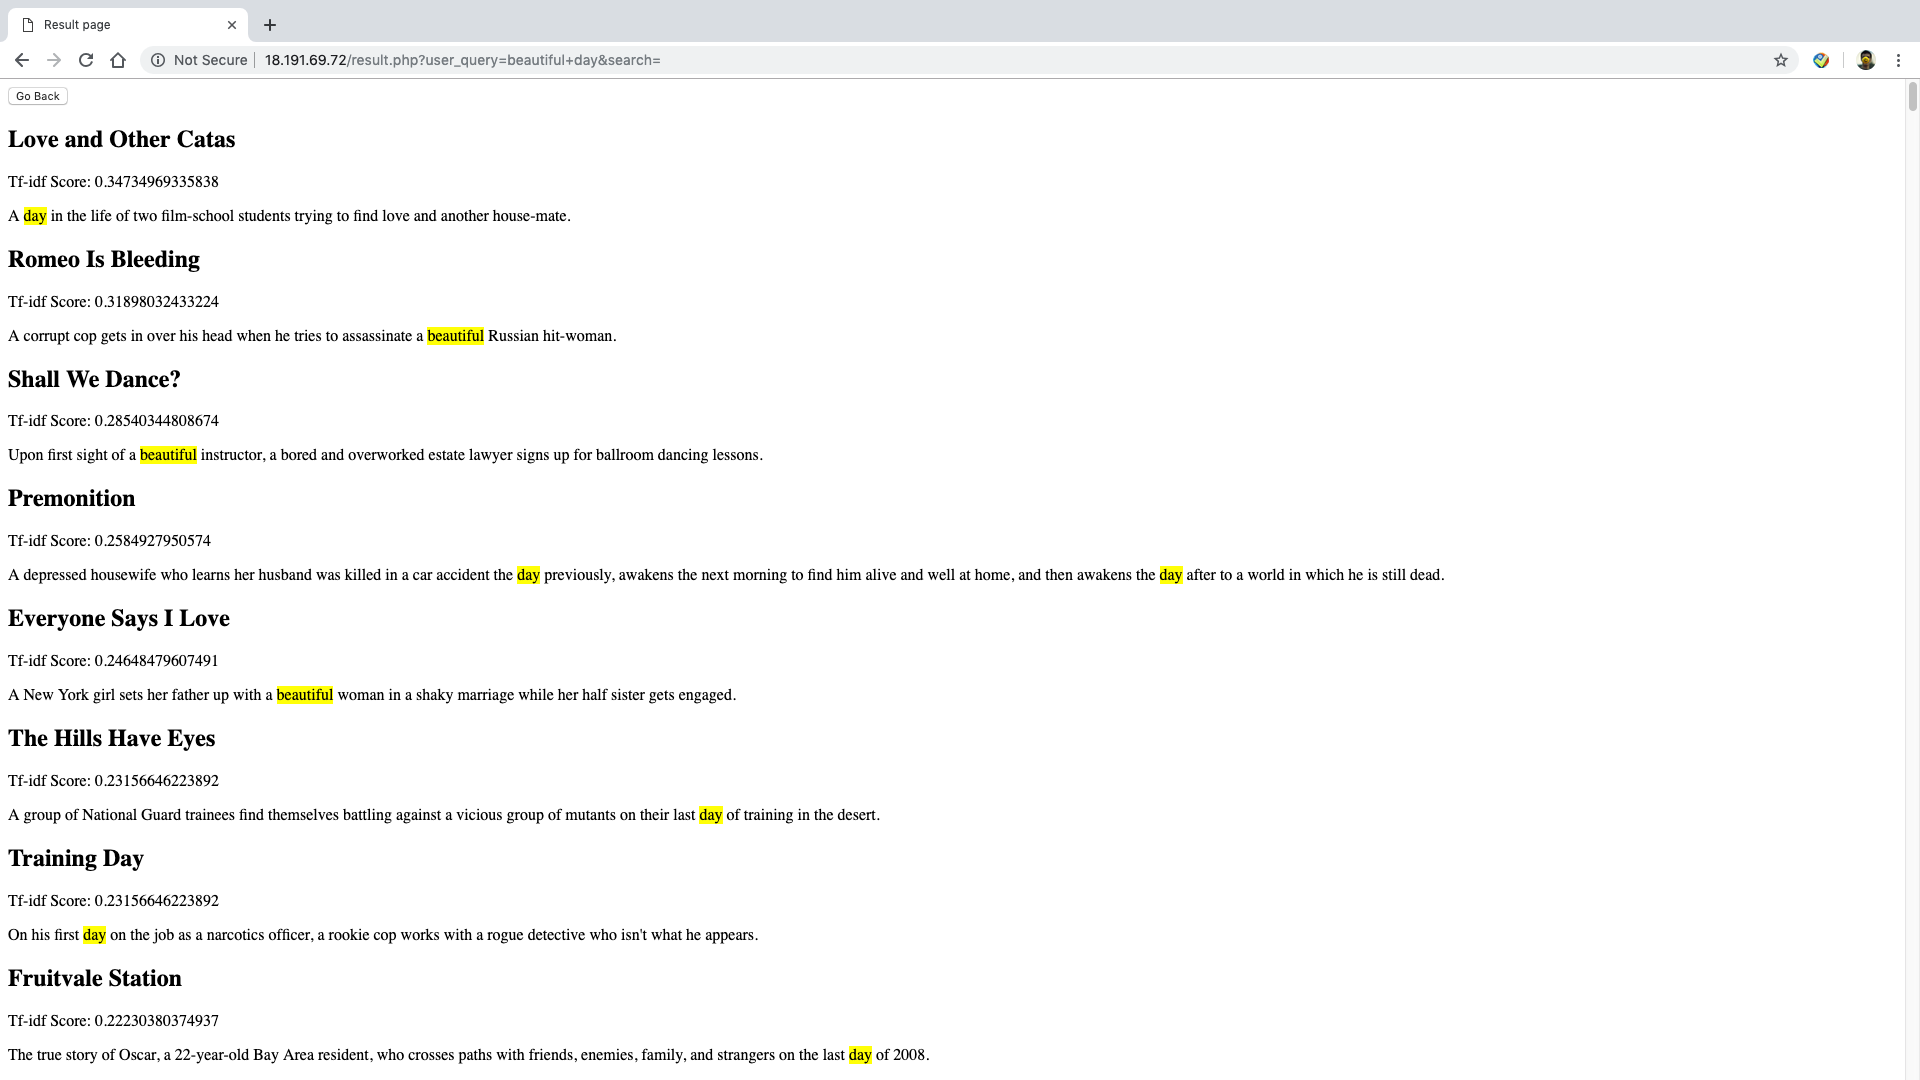 Result page
Not Secure 18.191.69.72/result.php?user_query=beautiful+day&search=
Go Back
Love and Other Catas
Tf-idf Score: 0.34734969335838
A day in the life of two film-school students trying to find love and another house-mate.
Romeo Is Bleeding
Tf-idf Score: 0.31898032433224
A corrupt cop gets in over his head when he tries to assassinate a beautiful Russian hit-woman.
Shall We Dance?
Tf-idf Score: 0.28540344808674
Upon first sight of a beautiful instructor, a bored and overworked estate lawyer signs up for ballroom dancing lessons.
Premonition
Tf-idf Score: 0.2584927950574
A depressed housewife who learns her husband was killed in a car accident the day previously, awakens the next morning to find him alive and well at home, and then awakens the day after to a world in which he is still dead.
Everyone Says I Love
Tf-idf Score: 0.24648479607491
A New York girl sets her father up with a beautiful woman in a shaky marriage while her half sister gets engaged.
The Hills Have Eyes
Tf-idf Score: 0.23156646223892
A group of National Guard trainees find themselves battling against a vicious group of mutants on their last day of training in the desert.
Training Day
Tf-idf Score: 0.23156646223892
On his first day on the job as a narcotics officer, a rookie cop works with a rogue detective who isn't what he appears.
Fruitvale Station
Tf-idf Score: 0.22230380374937
The true story of Oscar, a 22-year-old Bay Area resident, who crosses paths with friends, enemies, family, and strangers on the last day of 2008.